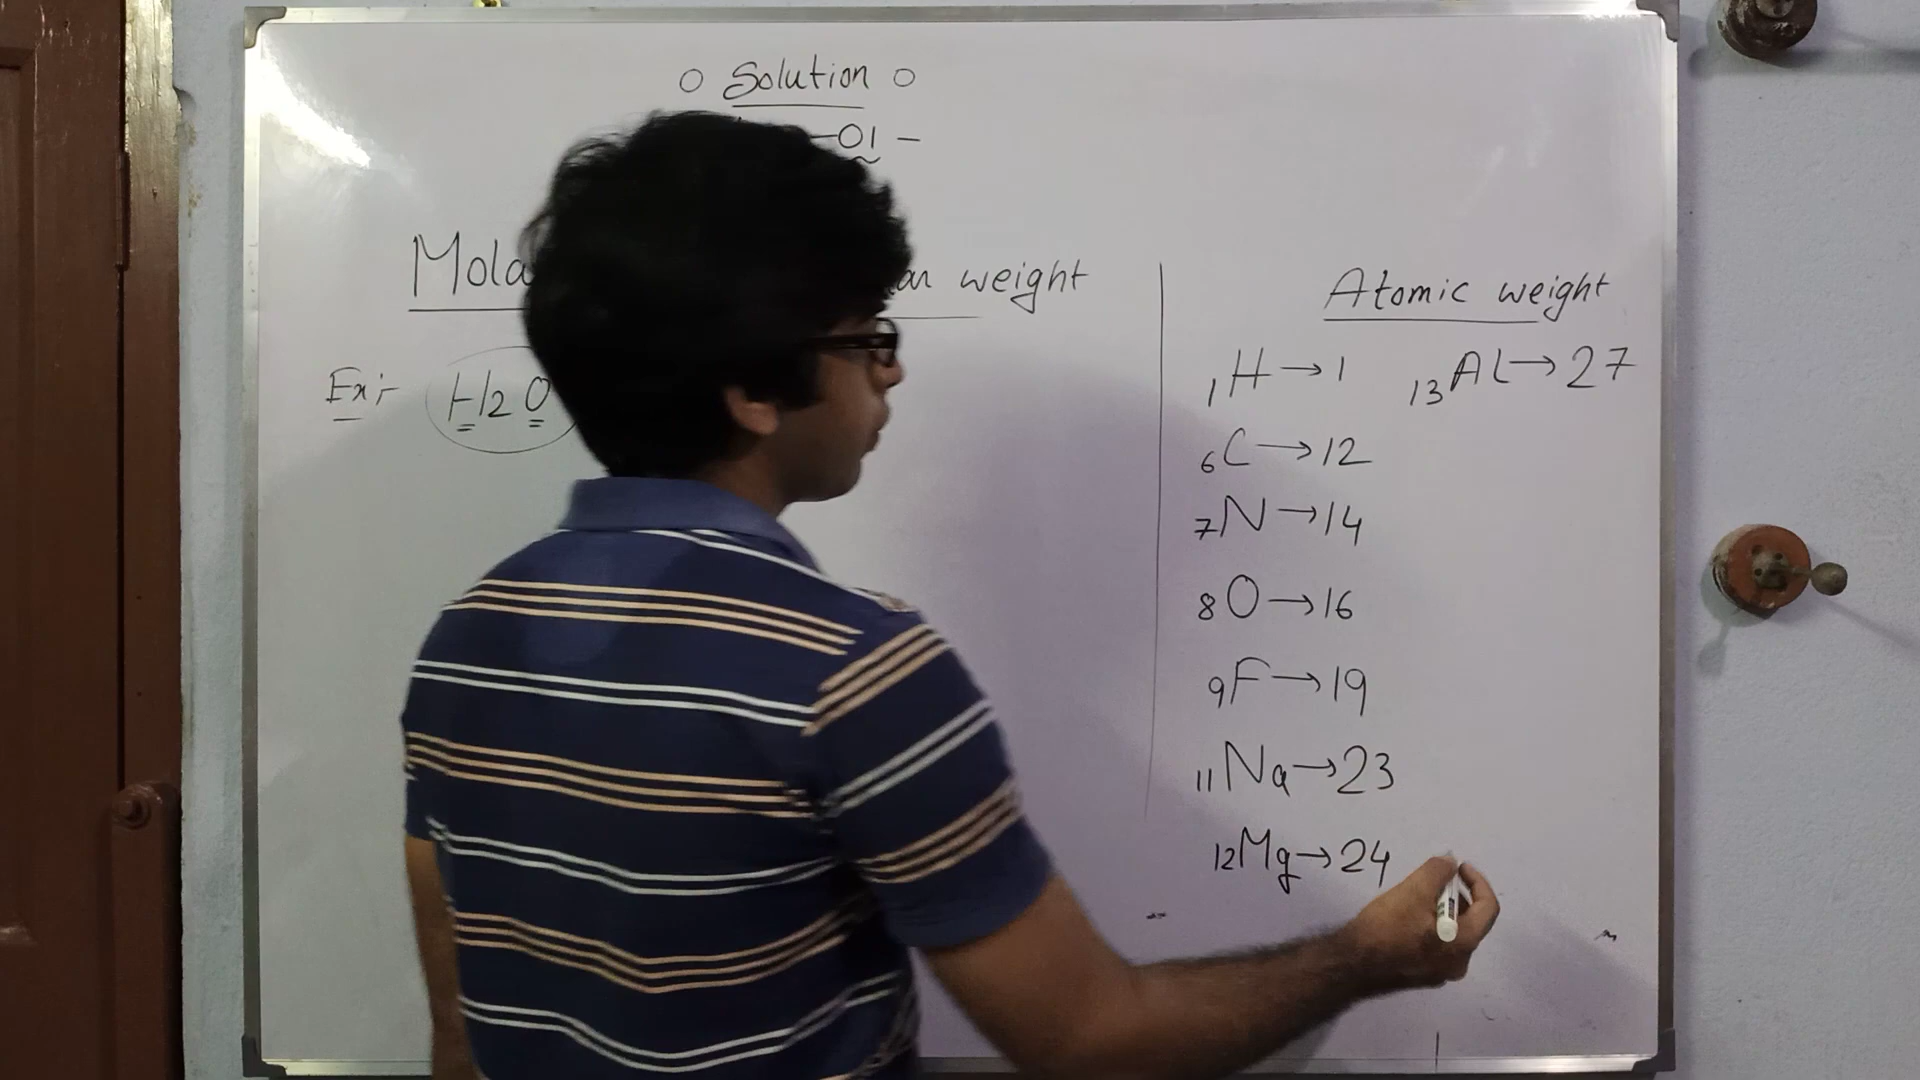 Solution
01 -
weight
Ex:- H2O
Atomic weight
1H → 1
13Al → 27
6C → 12
7N → 14
8O → 16
9F → 19
11Na → 23
12Mg → 24